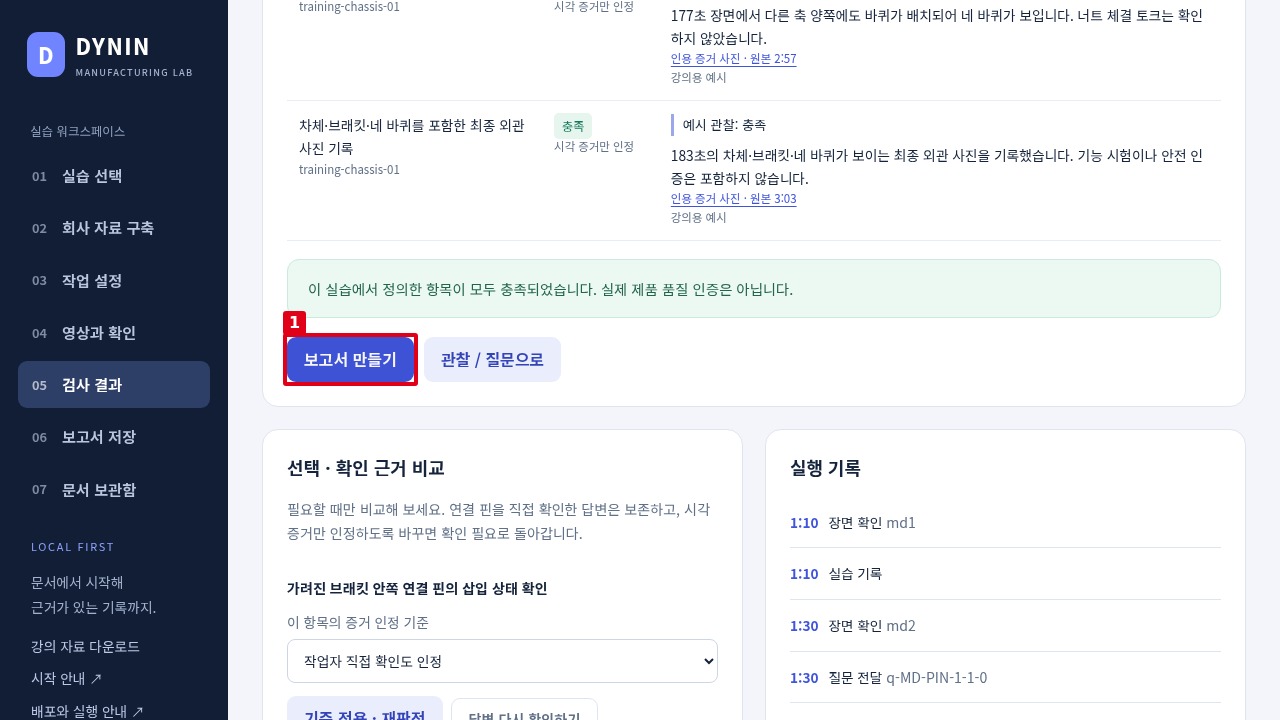 D
DYNIN
MANUFACTURING LAB
실습 워크스페이스
01 실습 선택
02 회사 자료 구축
03 작업 설정
04 영상과 확인
05 검사 결과
06 보고서 저장
07 문서 보관함
LOCAL FIRST
문서에서 시작해
근거가 있는 기록까지.
강의 자료 다운로드
시작 안내 ↗
배포와 실행 안내 ↗
training-chassis-01
시각 증거만 인정
177초 장면에서 다른 축 양쪽에도 바퀴가 배치되어 네 바퀴가 보입니다. 너트 체결 토크는 확인
하지 않았습니다.
인용 증거 사진 · 원본 2:57
강의용 예시
차체·브래킷·네 바퀴를 포함한 최종 외관
사진 기록
training-chassis-01
충족
시각 증거만 인정
예시 관찰: 충족
183초의 차체·브래킷·네 바퀴가 보이는 최종 외관 사진을 기록했습니다. 기능 시험이나 안전 인
증은 포함하지 않습니다.
인용 증거 사진 · 원본 3:03
강의용 예시
이 실습에서 정의한 항목이 모두 충족되었습니다. 실제 제품 품질 인증은 아닙니다.
1
보고서 만들기
관찰 / 질문으로
선택 · 확인 근거 비교
필요할 때만 비교해 보세요. 연결 핀을 직접 확인한 답변은 보존하고, 시각
증거만 인정하도록 바꾸면 확인 필요로 돌아갑니다.
가려진 브래킷 안쪽 연결 핀의 삽입 상태 확인
이 항목의 증거 인정 기준
작업자 직접 확인도 인정
기준 적용 · 재판정
답변 다시 확인하기
실행 기록
1:10 장면 확인 md1
1:10 실습 기록
1:30 장면 확인 md2
1:30 질문 전달 q-MD-PIN-1-1-0